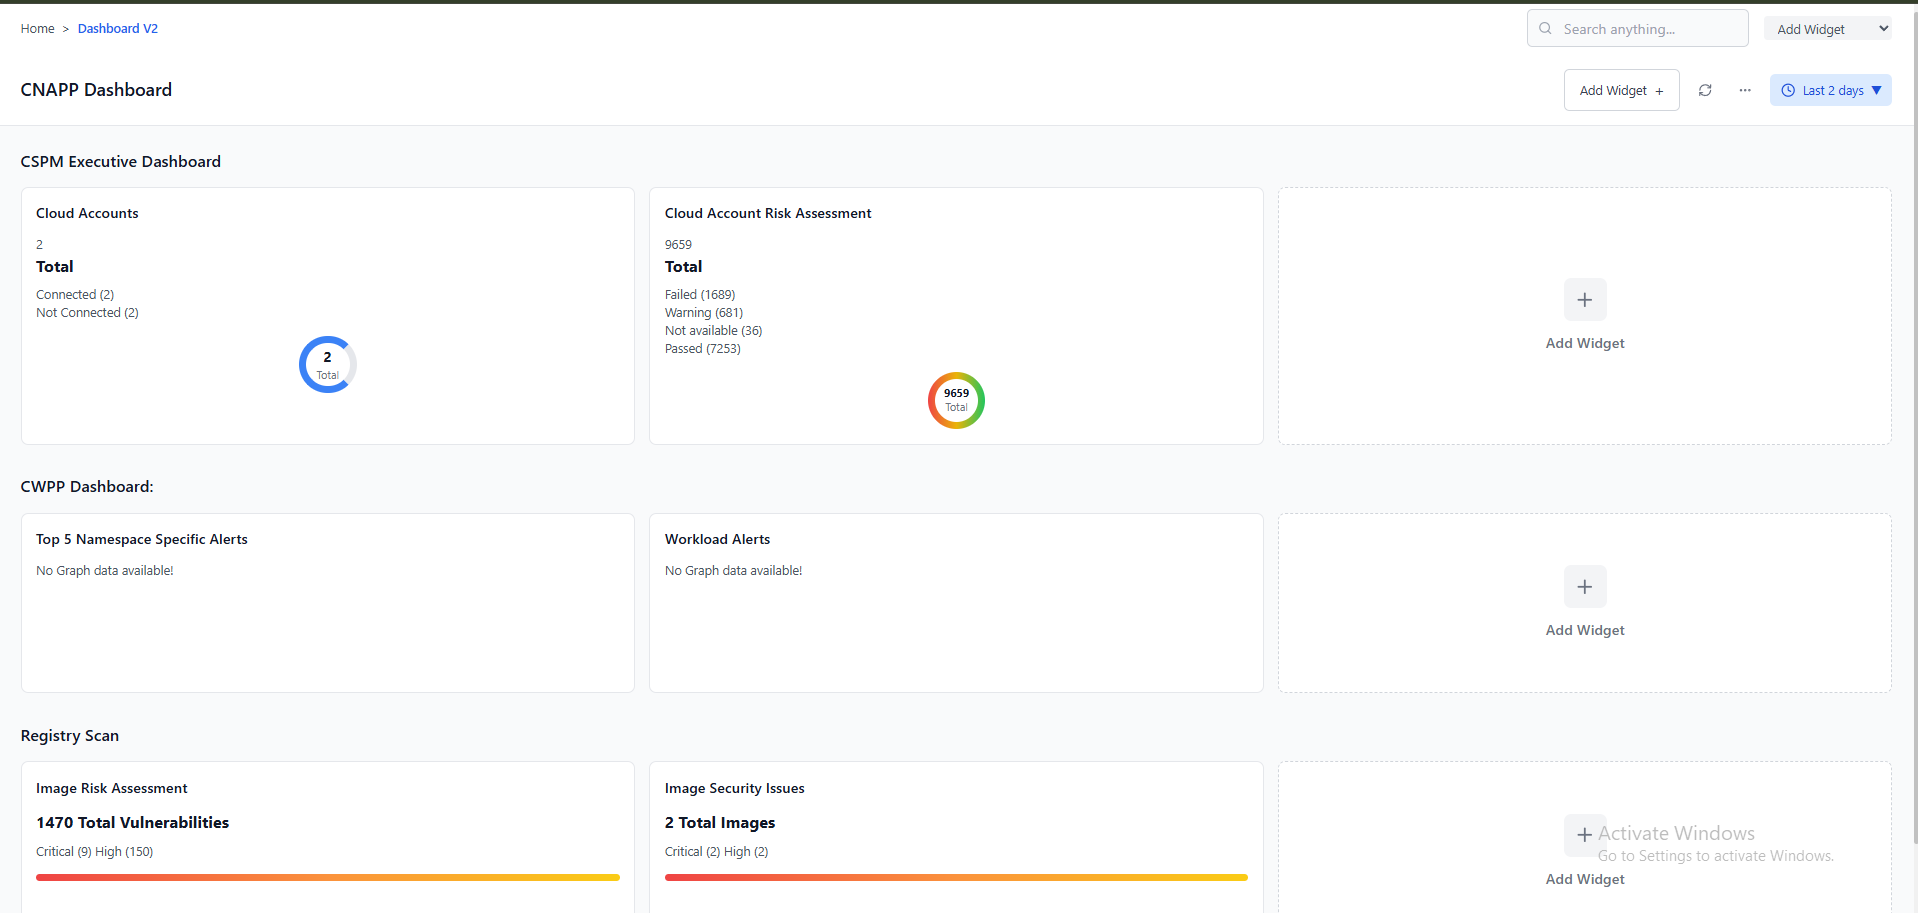 Home > Dashboard V2
Search anything...
Add Widget
CNAPP Dashboard
Add Widget +
Last 2 days ▼
CSPM Executive Dashboard
Cloud Accounts
2
Total
Connected (2)
Not Connected (2)
2
Total
Cloud Account Risk Assessment
9659
Total
Failed (1689)
Warning (681)
Not available (36)
Passed (7253)
9659
Total
+
Add Widget
CWPP Dashboard:
Top 5 Namespace Specific Alerts
No Graph data available!
Workload Alerts
No Graph data available!
+
Add Widget
Registry Scan
Image Risk Assessment
1470 Total Vulnerabilities
Critical (9) High (150)
Image Security Issues
2 Total Images
Critical (2) High (2)
+
Add Widget
Activate Windows
Go to Settings to activate Windows.